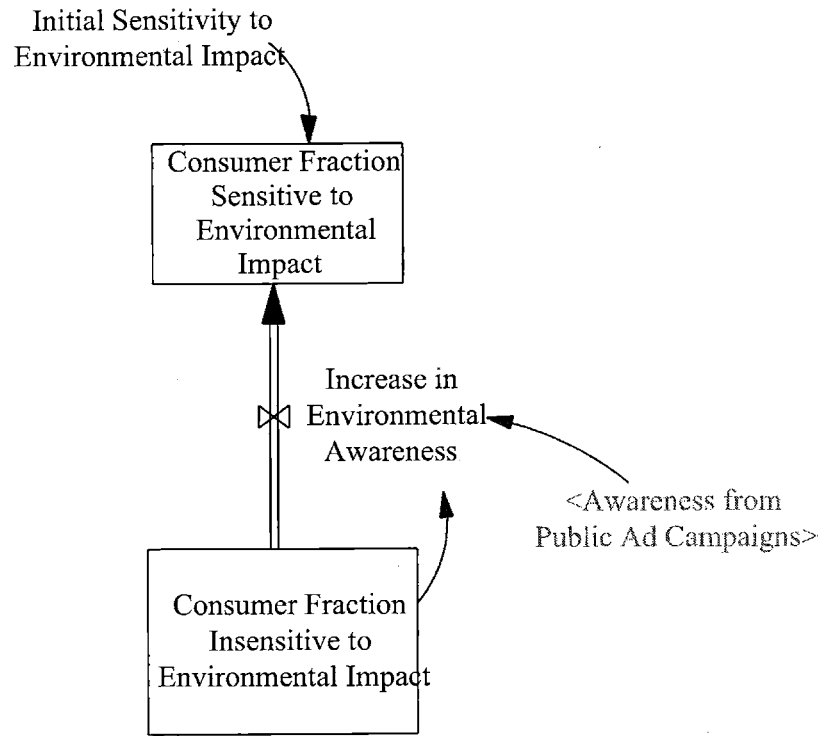 Initial Sensitivity to
Environmental Impact
Consumer Fraction
Sensitive to
Environmental
Impact
Increase in
Environmental
Awareness
<Awareness from
Public Ad Campaigns>
Consumer Fraction
Insensitive to
Environmental Impact